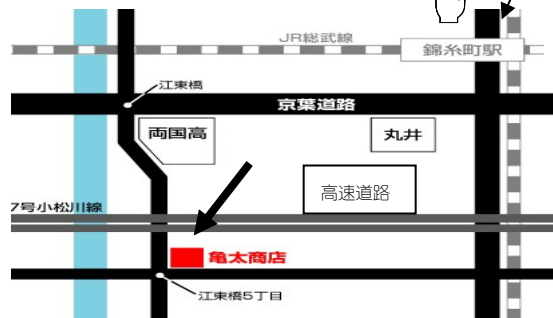 JR総武線
錦糸町駅
江東橋
京葉道路
両国高
丸井
高速道路
7号小松川線
亀太商店
江東橋5丁目